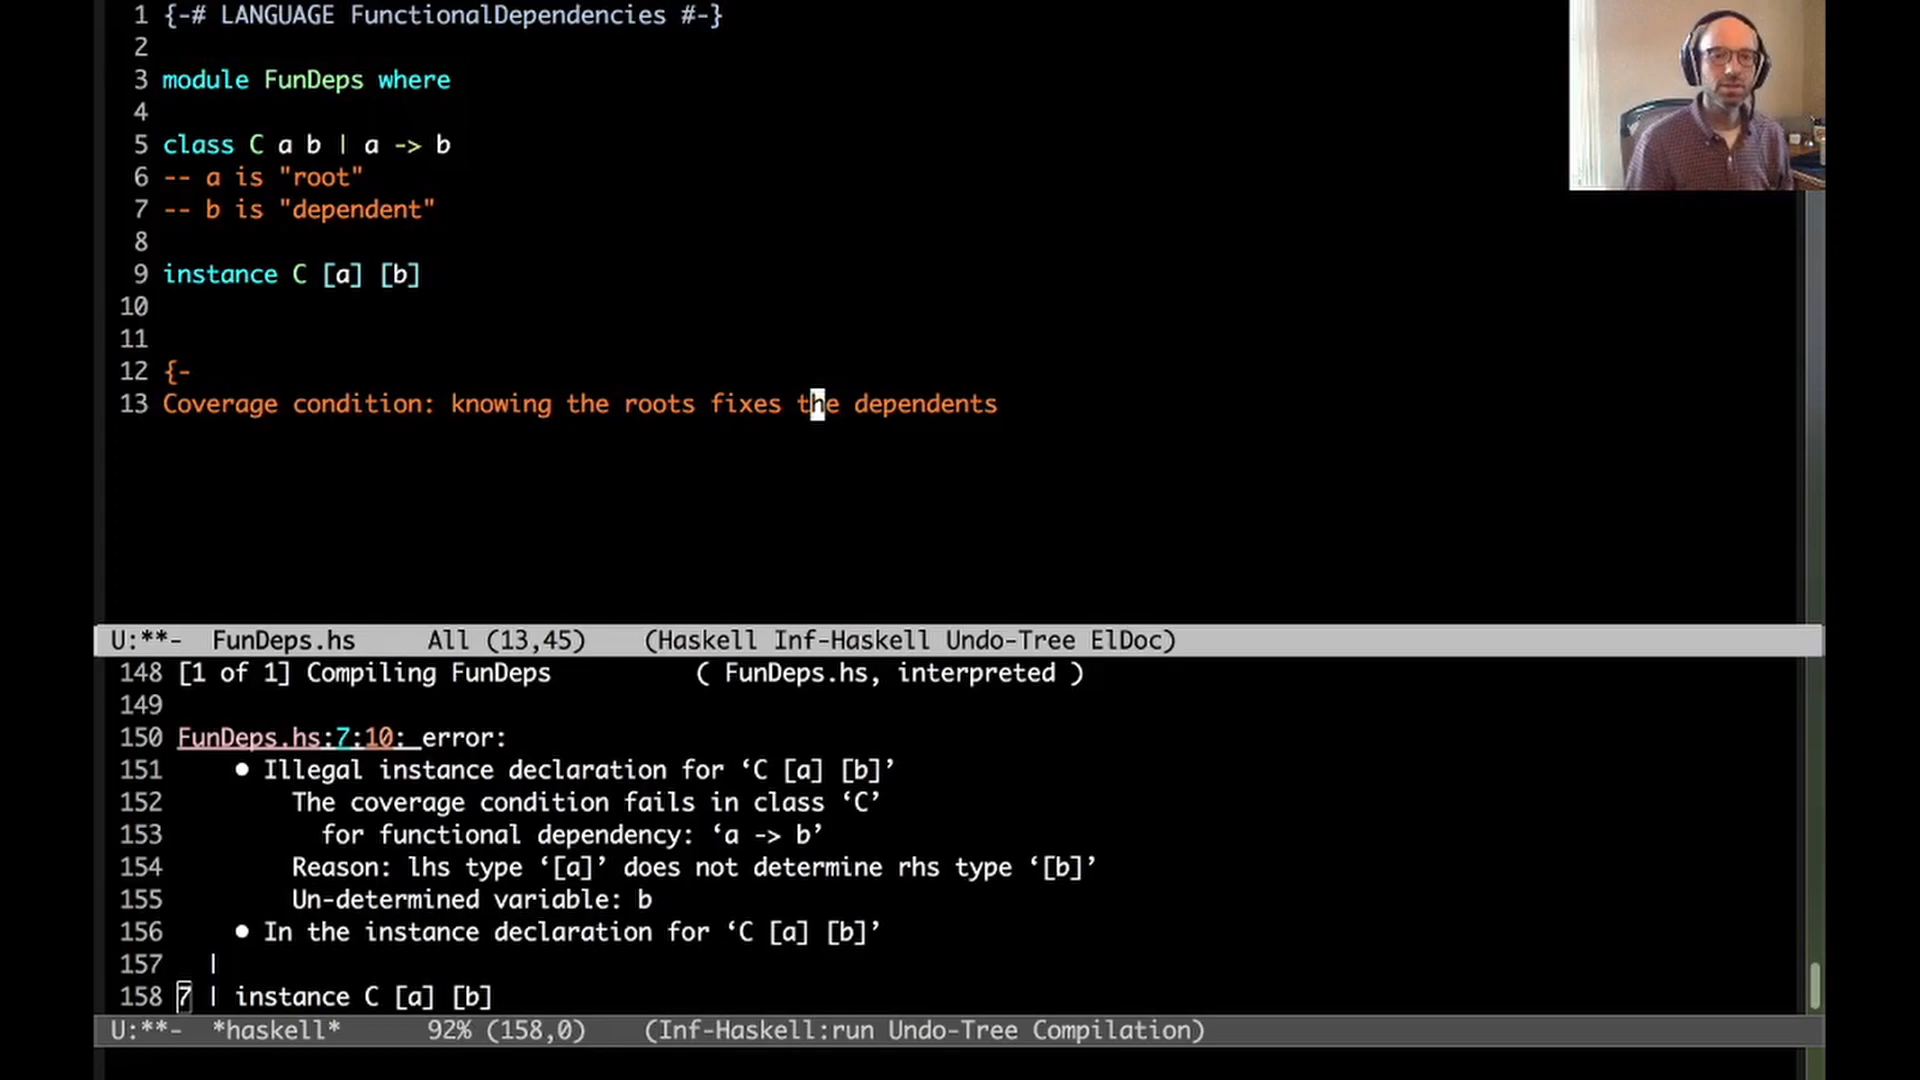 1 {-# LANGUAGE FunctionalDependencies #-}
2
3 module FunDeps where
4
5 class C a b | a -> b
6 -- a is "root"
7 -- b is "dependent"
8
9 instance C [a] [b]
10
11
12 {-
13 Coverage condition: knowing the roots fixes the dependents
U:**-  FunDeps.hs     All (13,45)    (Haskell Inf-Haskell Undo-Tree ElDoc)
148 [1 of 1] Compiling FunDeps          ( FunDeps.hs, interpreted )
149
150 FunDeps.hs:7:10: error:
151     • Illegal instance declaration for ‘C [a] [b]’
152         The coverage condition fails in class ‘C’
153           for functional dependency: ‘a -> b’
154         Reason: lhs type ‘[a]’ does not determine rhs type ‘[b]’
155         Un-determined variable: b
156     • In the instance declaration for ‘C [a] [b]’
157   |
158 7 | instance C [a] [b]
U:**-  *haskell*      92% (158,0)    (Inf-Haskell:run Undo-Tree Compilation)